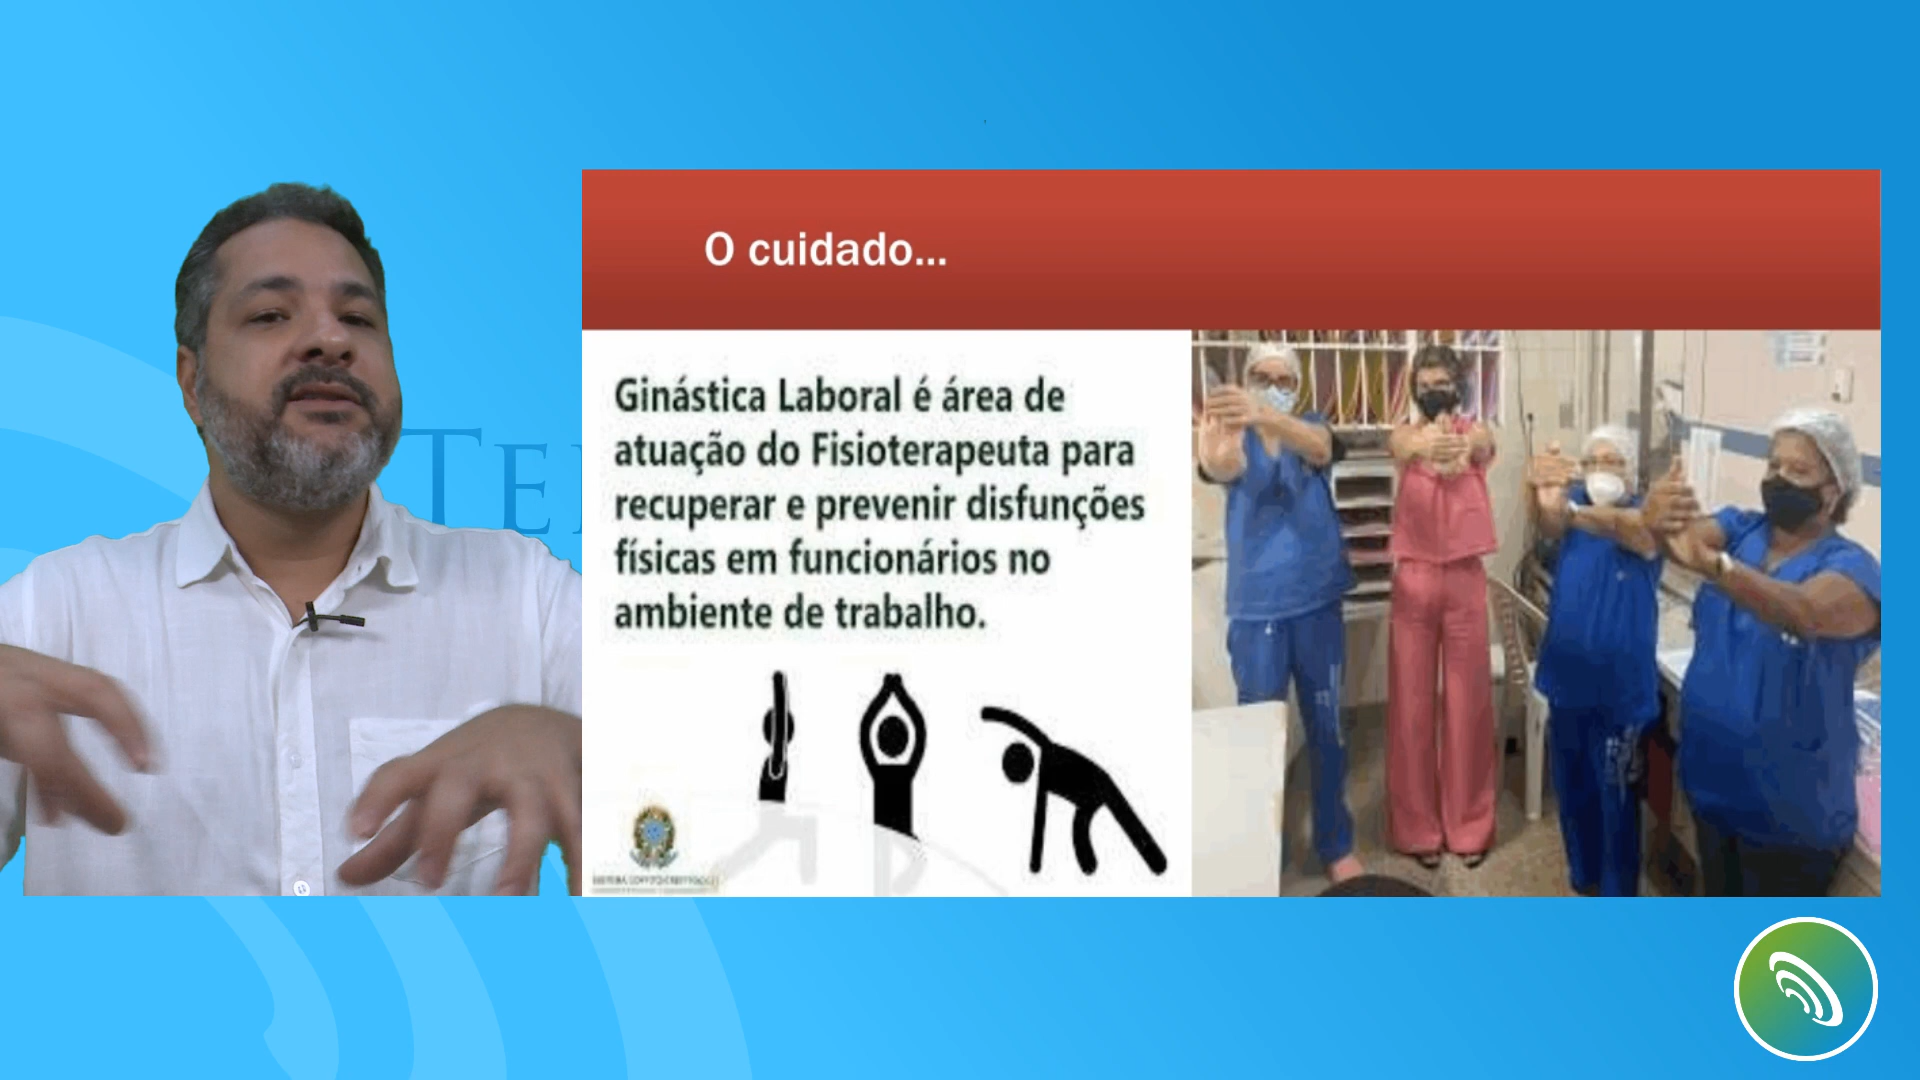 O cuidado...
Ginástica Laboral é área de
atuação do Fisioterapeuta para
recuperar e prevenir disfunções
físicas em funcionários no
ambiente de trabalho.